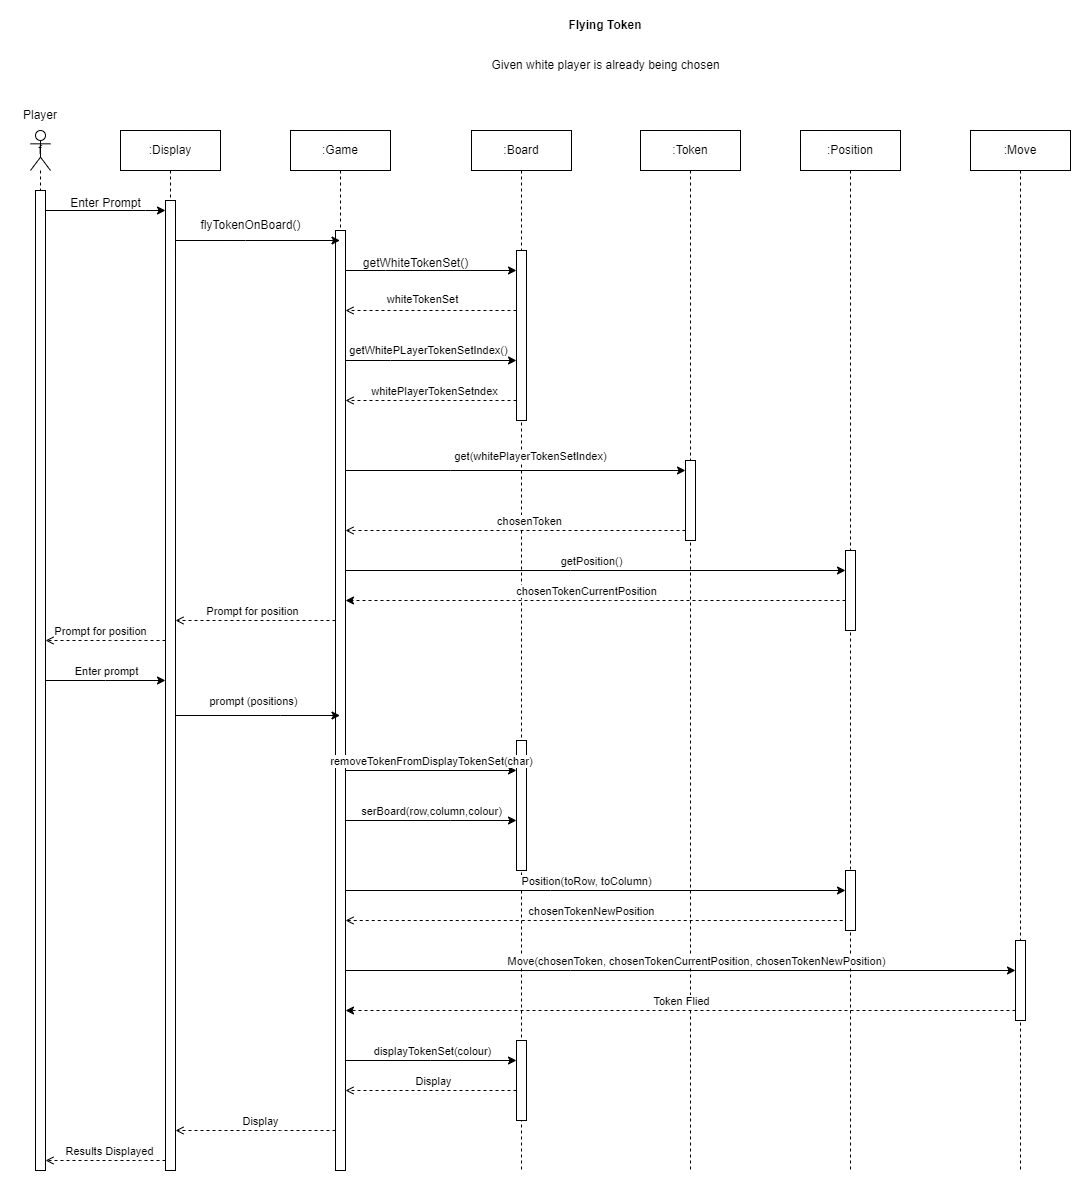 Flying Token
Given white player is already being chosen
Player
:Display
:Game
:Board
:Token
:Position
:Move
Enter Prompt
flyTokenOnBoard()
getWhiteTokenSet()
whiteTokenSet
getWhitePLayerTokenSetIndex()
whitePlayerTokenSetndex
get(whitePlayerTokenSetIndex)
chosenToken
getPosition()
chosenTokenCurrentPosition
Prompt for position
Prompt for position
Enter prompt
prompt (positions)
removeTokenFromDisplayTokenSet(char)
serBoard(row,column,colour)
Position(toRow, toColumn)
chosenTokenNewPosition
Move(chosenToken, chosenTokenCurrentPosition, chosenTokenNewPosition)
Token Flied
displayTokenSet(colour)
Display
Display
Results Displayed